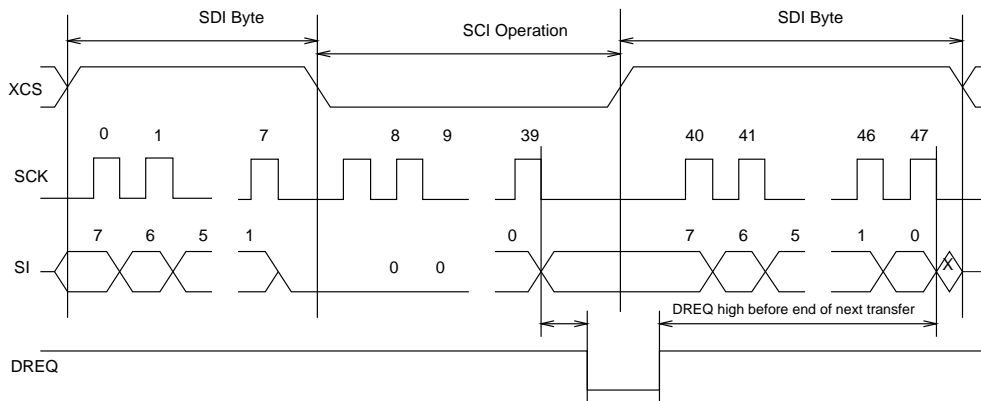 SDI Byte SCI Operation SDI Byte
XCS
0 1 7 8 9 39 40 41 46 47
SCK
7 6 5 1 0 7 6 5 1 0
SI 0 0 X
DREQ high before end of next transfer
DREQ